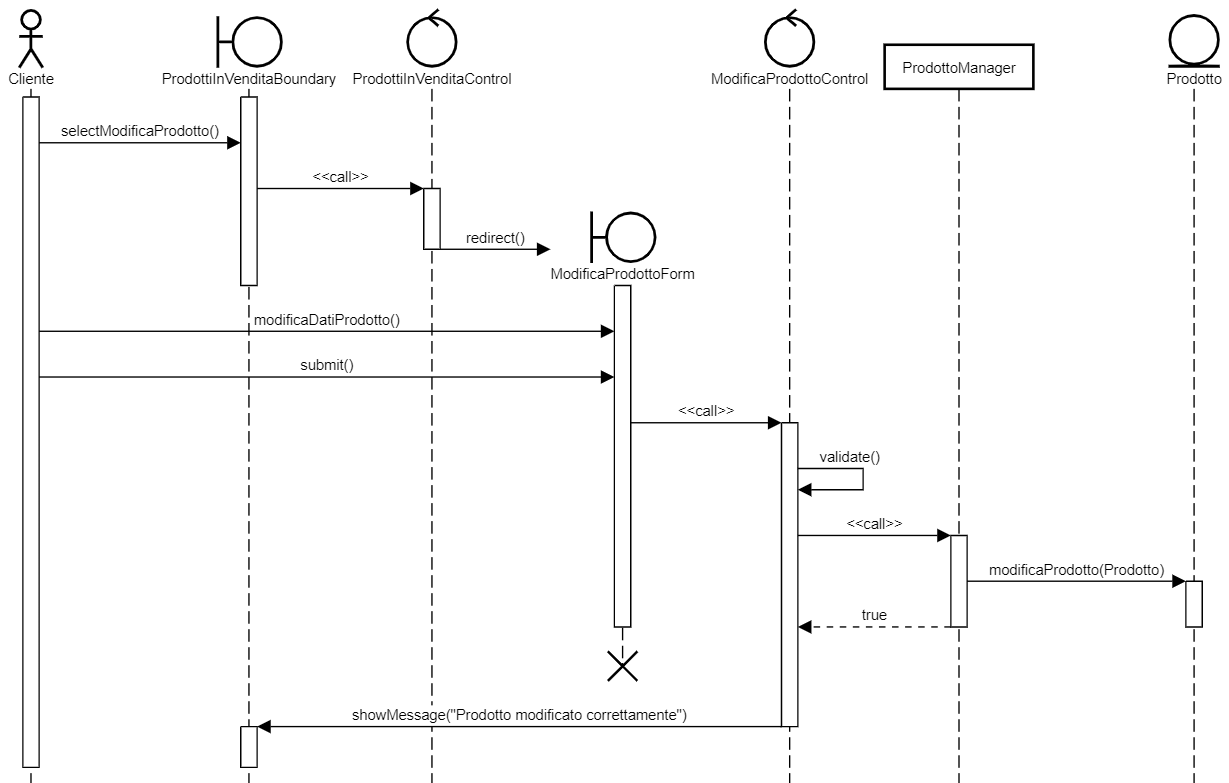 Cliente
ProdottiInVenditaBoundary
ProdottiInVenditaControl
ModificaProdottoControl
ProdottoManager
Prodotto
selectModificaProdotto()
<<call>>
redirect()
ModificaProdottoForm
modificaDatiProdotto()
submit()
<<call>>
validate()
<<call>>
modificaProdotto(Prodotto)
true
showMessage("Prodotto modificato correttamente")